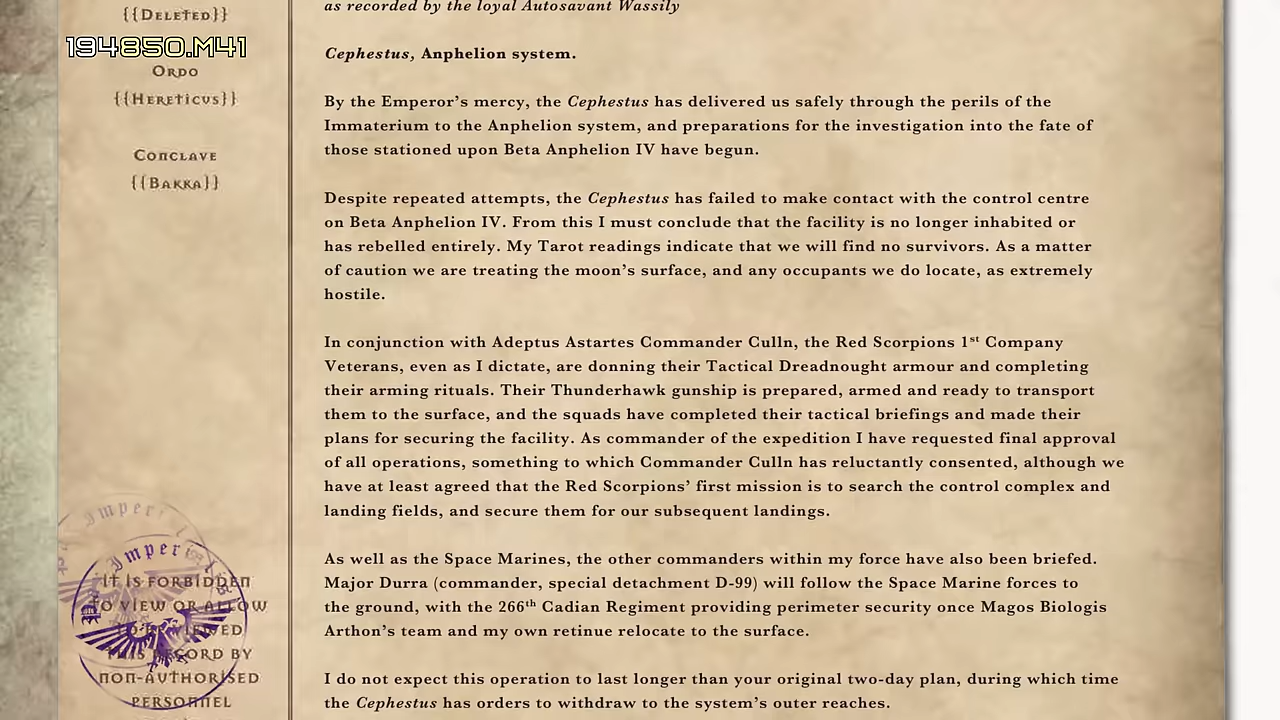 {{Deleted}}
194850.M41
Ordo
{{Hereticus}}
Conclave
{{Bakka}}
Imperi
Imperi
IT IS FORBIDDEN
TO VIEW OR ALLOW
TO BE VIEWED
THIS RECORD BY
NON-AUTHORISED
PERSONNEL
as recorded by the loyal Autosavant Wassily
Cephestus, Anphelion system.
By the Emperor’s mercy, the Cephestus has delivered us safely through the perils of the
Immaterium to the Anphelion system, and preparations for the investigation into the fate of
those stationed upon Beta Anphelion IV have begun.
Despite repeated attempts, the Cephestus has failed to make contact with the control centre
on Beta Anphelion IV. From this I must conclude that the facility is no longer inhabited or
has rebelled entirely. My Tarot readings indicate that we will find no survivors. As a matter
of caution we are treating the moon’s surface, and any occupants we do locate, as extremely
hostile.
In conjunction with Adeptus Astartes Commander Culln, the Red Scorpions 1st Company
Veterans, even as I dictate, are donning their Tactical Dreadnought armour and completing
their arming rituals. Their Thunderhawk gunship is prepared, armed and ready to transport
them to the surface, and the squads have completed their tactical briefings and made their
plans for securing the facility. As commander of the expedition I have requested final approval
of all operations, something to which Commander Culln has reluctantly consented, although we
have at least agreed that the Red Scorpions’ first mission is to search the control complex and
landing fields, and secure them for our subsequent landings.
As well as the Space Marines, the other commanders within my force have also been briefed.
Major Durra (commander, special detachment D-99) will follow the Space Marine forces to
the ground, with the 266th Cadian Regiment providing perimeter security once Magos Biologis
Arthon’s team and my own retinue relocate to the surface.
I do not expect this operation to last longer than your original two-day plan, during which time
the Cephestus has orders to withdraw to the system’s outer reaches.